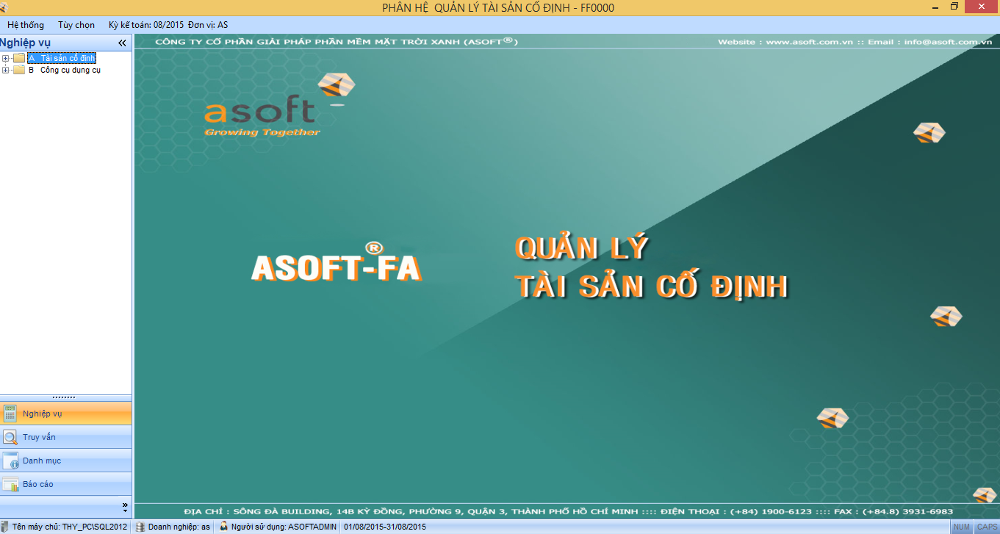 PHÂN HỆ  QUẢN LÝ TÀI SẢN CỐ ĐỊNH - FF0000
Hệ thống Tùy chọn Kỳ kế toán: 08/2015 Đơn vị: AS
Nghiệp vụ «
A Tài sản cố định
B Công cụ dụng cụ
CÔNG TY CỔ PHẦN GIẢI PHÁP PHẦN MỀM MẶT TRỜI XANH (ASOFT®) Website : www.asoft.com.vn :: Email : info@asoft.com.vn
asoft
Growing Together
ASOFT®-FA
QUẢN LÝ
TÀI SẢN CỐ ĐỊNH
Nghiệp vụ
Truy vấn
Danh mục
Báo cáo
»
ĐỊA CHỈ : SÔNG ĐÀ BUILDING, 14B KỲ ĐỒNG, PHƯỜNG 9, QUẬN 3, THÀNH PHỐ HỒ CHÍ MINH :::: ĐIỆN THOẠI : (+84) 1900-6123 :::: FAX : (+84.8) 3931-6983
Tên máy chủ: THY_PC\SQL2012 Doanh nghiệp: as Người sử dụng: ASOFTADMIN 01/08/2015-31/08/2015 NUM CAPS